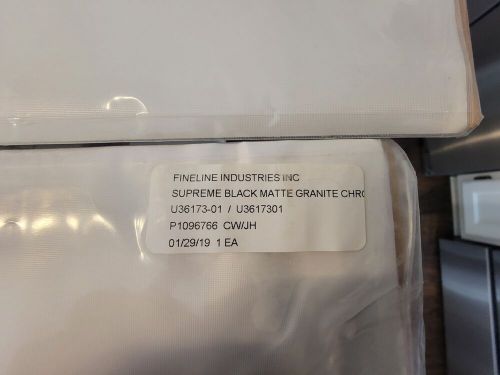 FINELINE INDUSTRIES INC
SUPREME BLACK MATTE GRANITE CHRO
U36173-01 / U3617301
P1096766 CW/JH
01/29/19 1 EA